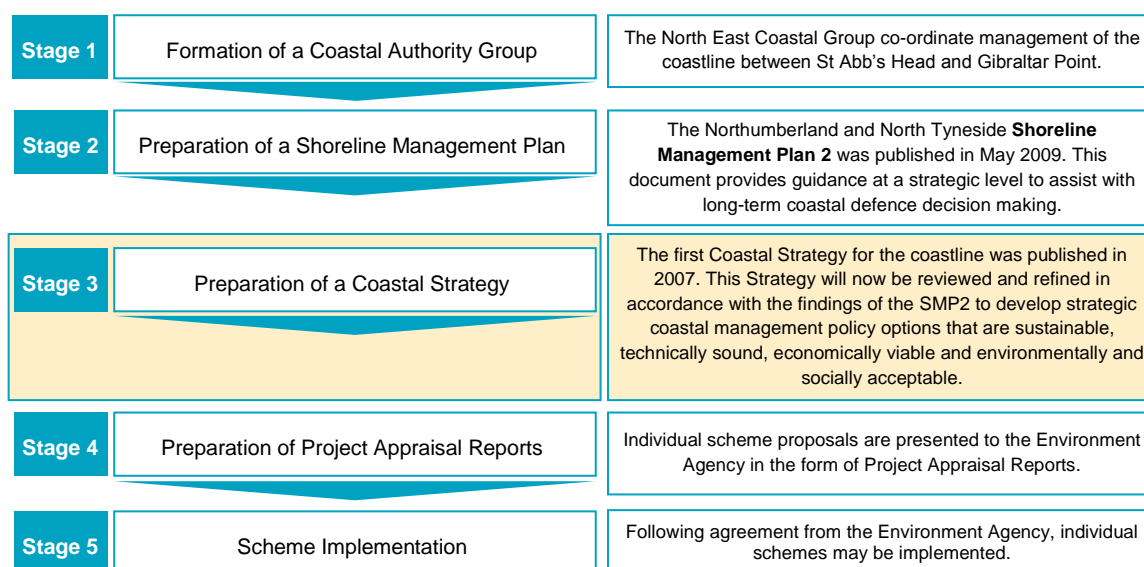 Stage 1
Formation of a Coastal Authority Group
The North East Coastal Group co-ordinate management of the
coastline between St Abb's Head and Gibraltar Point.
Stage 2
Preparation of a Shoreline Management Plan
The Northumberland and North Tyneside Shoreline
Management Plan 2 was published in May 2009. This
document provides guidance at a strategic level to assist with
long-term coastal defence decision making.
Stage 3
Preparation of a Coastal Strategy
The first Coastal Strategy for the coastline was published in
2007. This Strategy will now be reviewed and refined in
accordance with the findings of the SMP2 to develop strategic
coastal management policy options that are sustainable,
technically sound, economically viable and environmentally and
socially acceptable.
Stage 4
Preparation of Project Appraisal Reports
Individual scheme proposals are presented to the Environment
Agency in the form of Project Appraisal Reports.
Stage 5
Scheme Implementation
Following agreement from the Environment Agency, individual
schemes may be implemented.